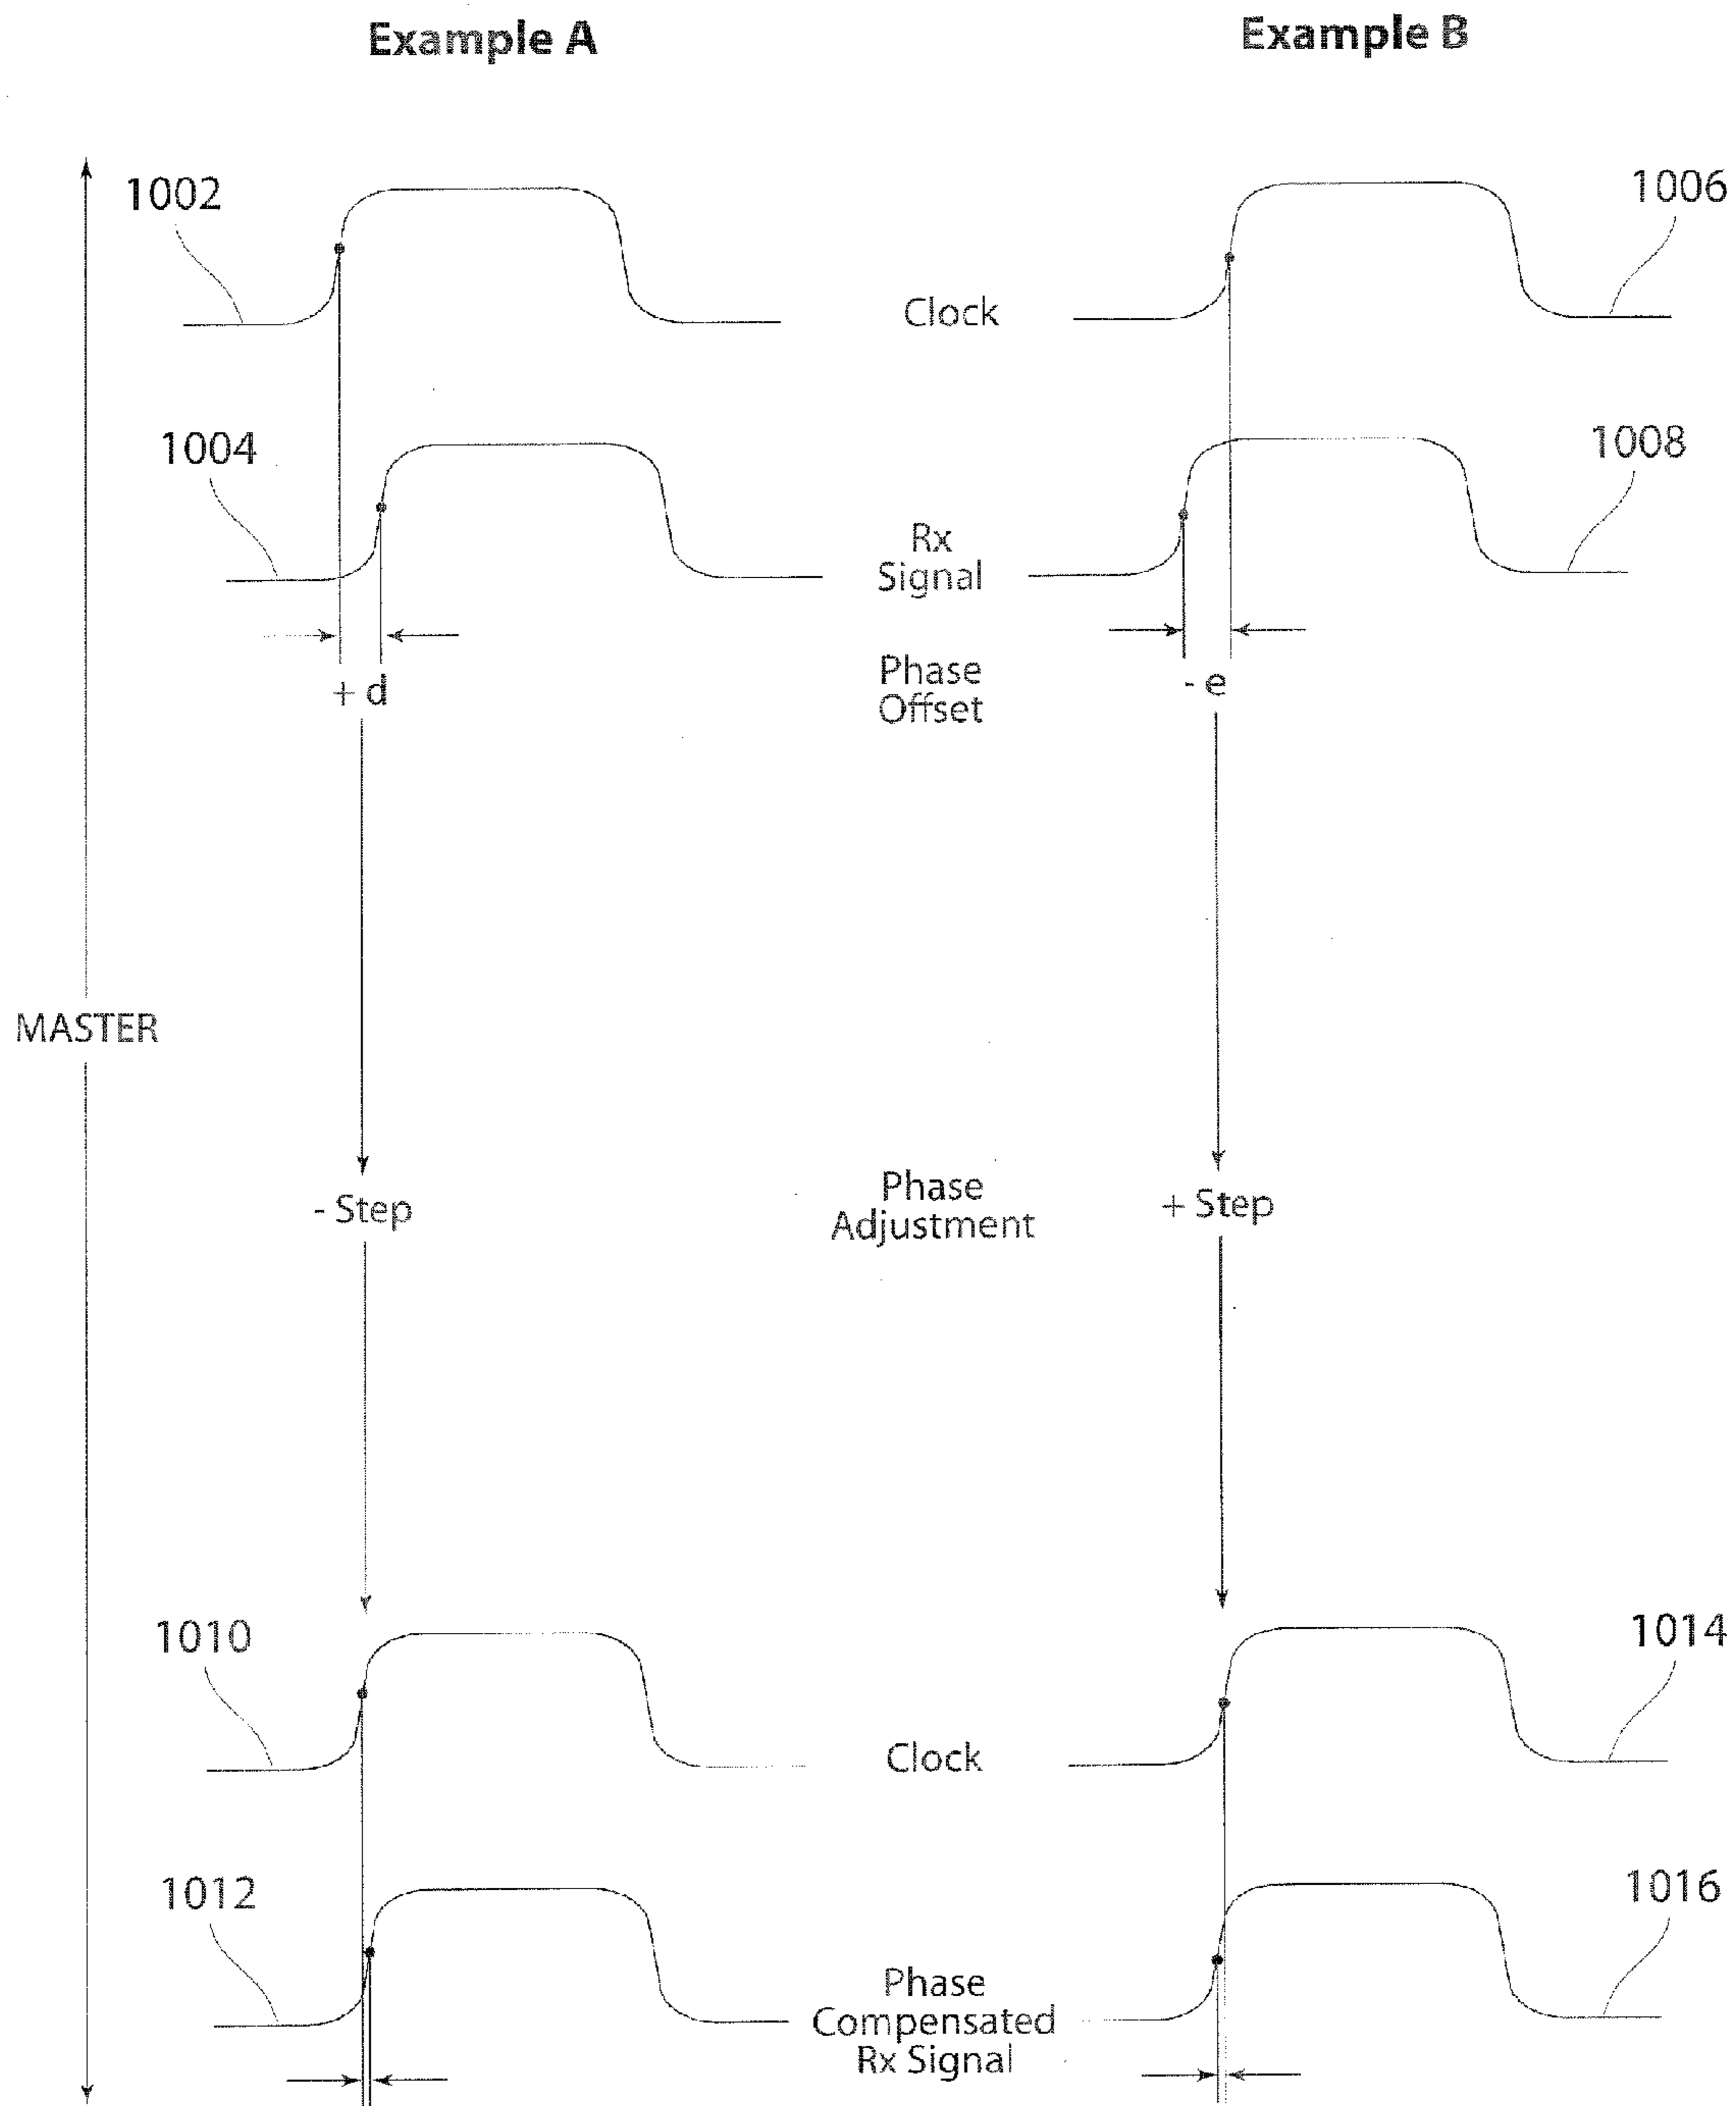 Example A
Example B
1002
1006
Clock
1004
1008
Rx
Signal
+ d
Phase
Offset
- e
MASTER
- Step
Phase
Adjustment
+ Step
1010
1014
Clock
1012
1016
Phase
Compensated
Rx Signal